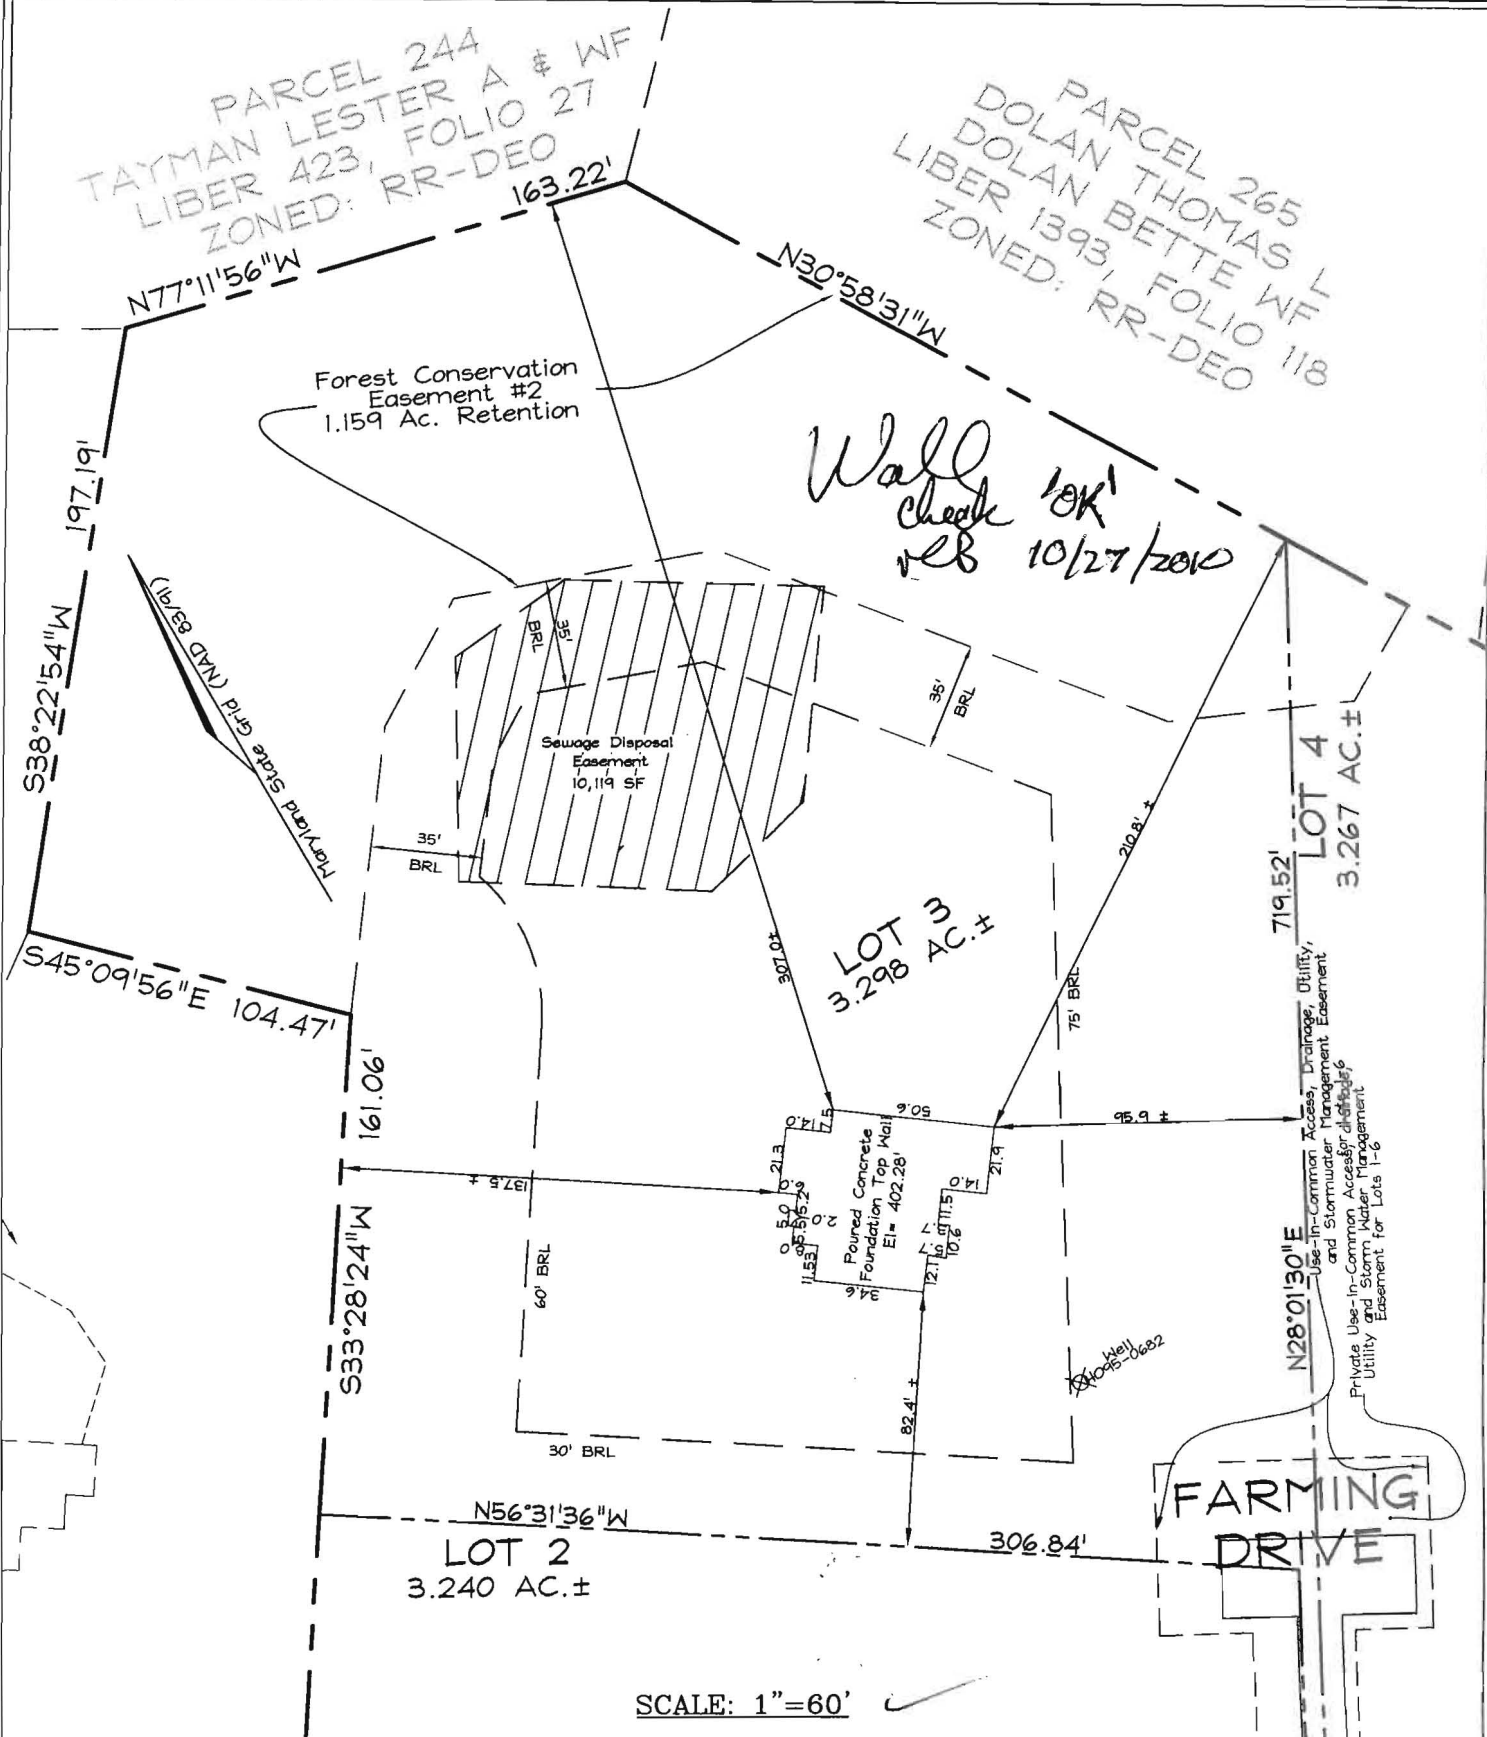 PARCEL 244
TAYMAN LESTER A & WF
LIBER 423, FOLIO 27
ZONED: RR-DEO
PARCEL 265
DOLAN THOMAS L
DOLAN BETTE WF
LIBER 1393, FOLIO 118
ZONED: RR-DEO
163.22'
N77°11'56"W
N30°58'31"W
Forest Conservation
Easement #2
1.159 Ac. Retention
Wall
check 'OK'
10/27/2010
197.19'
S38°22'54"W
Maryland State Grid (NAD 83/91)
35'
BRL
35'
BRL
Sewage Disposal
Easement
10,119 SF
35'
BRL
210.8' ±
LOT 4
3.267 AC.±
719.52'
LOT 3
3.298 AC.±
307.0±
75' BRL
S45°09'56"E 104.47'
161.06'
S33°28'24"W
137.5 ±
50.6
7.5
14.0
21.3
95.9 ±
21.9
14.0
11.5
10.6
12.1
5.0
2.0
11.53
34.6
Poured Concrete
Foundation Top Wall
El= 402.28'
60' BRL
82.4' ±
Well
HO95-0682
30' BRL
N28°01'30"E
Use-In-Common Access, Drainage, Utility,
and Stormwater Management Easement
Private Use-In-Common Access,
Utility and Storm Water Management
Easement for Lots 1-6
FARMING
DRIVE
N56°31'36"W
306.84'
LOT 2
3.240 AC.±
SCALE: 1"=60'